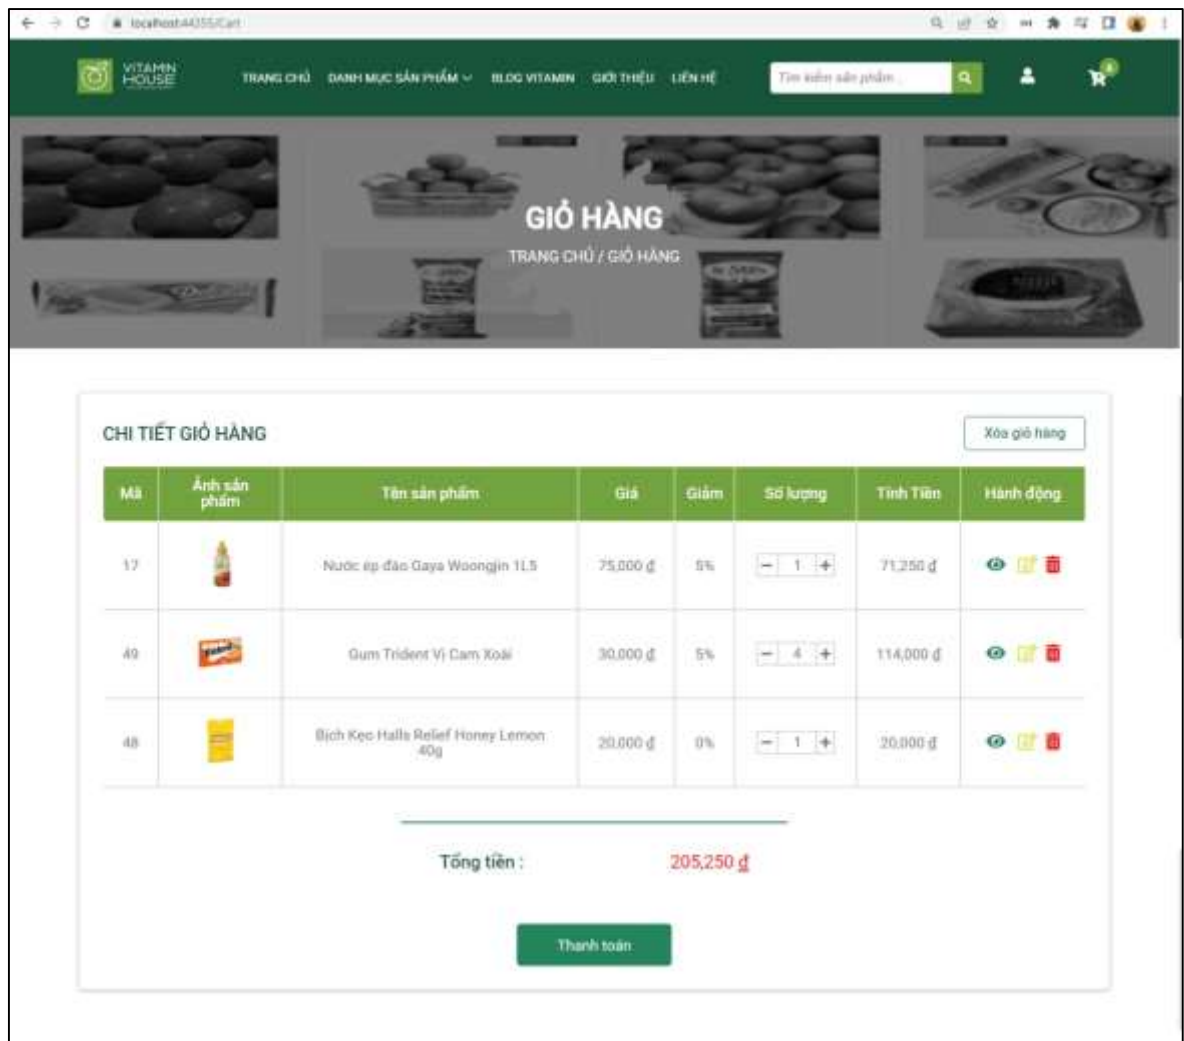 localhost:44355/Cart
VITAMIN
HOUSE
TRANG CHỦ
DANH MỤC SẢN PHẨM
BLOG VITAMIN
GIỚI THIỆU
LIÊN HỆ
Tìm kiếm sản phẩm
GIỎ HÀNG
TRANG CHỦ / GIỎ HÀNG
CHI TIẾT GIỎ HÀNG
Xóa giỏ hàng
Mã
Ảnh sản
phẩm
Tên sản phẩm
Giá
Giảm
Số lượng
Tính Tiền
Hành động
17
Nước ép đào Gaya Woongjin 1L5
75,000 ₫
5%
1
71,250 ₫
49
Gum Trident Vị Cam Xoài
30,000 ₫
5%
4
114,000 ₫
48
Bịch Kẹo Halls Relief Honey Lemon
40g
20,000 ₫
0%
1
20,000 ₫
Tổng tiền :
205,250 ₫
Thanh toán